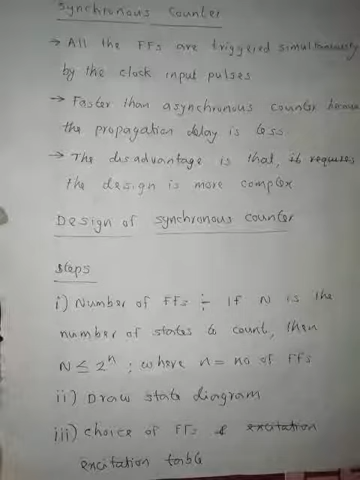 Synchronous Counter
→ All the FFs are triggered simultaneously
by the clock input pulses
→ Faster than asynchronous counter because
the propagation delay is less
→ The disadvantage is that, it requires
the design is more complex
Design of synchronous counter
Steps
i) Number of FFs ÷ If N is the
number of states to count, then
N ≤ 2ⁿ ; where n = no of FFs
ii) Draw state diagram
iii) choice of FFs & excitation
excitation table